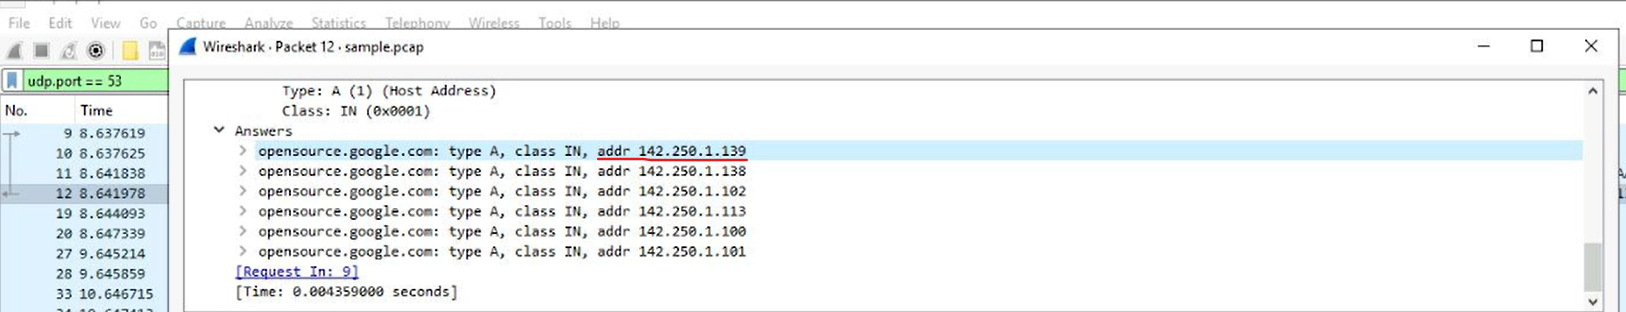 File Edit View Go Capture Analyze Statistics Telephony Wireless Tools Help
Wireshark · Packet 12 · sample.pcap
udp.port == 53
No. Time
9 8.637619
10 8.637625
11 8.641838
12 8.641978
19 8.644093
20 8.647339
27 9.645214
28 9.645859
33 10.646715
Type: A (1) (Host Address)
Class: IN (0x0001)
Answers
opensource.google.com: type A, class IN, addr 142.250.1.139
opensource.google.com: type A, class IN, addr 142.250.1.138
opensource.google.com: type A, class IN, addr 142.250.1.102
opensource.google.com: type A, class IN, addr 142.250.1.113
opensource.google.com: type A, class IN, addr 142.250.1.100
opensource.google.com: type A, class IN, addr 142.250.1.101
[Request In: 9]
[Time: 0.004359000 seconds]